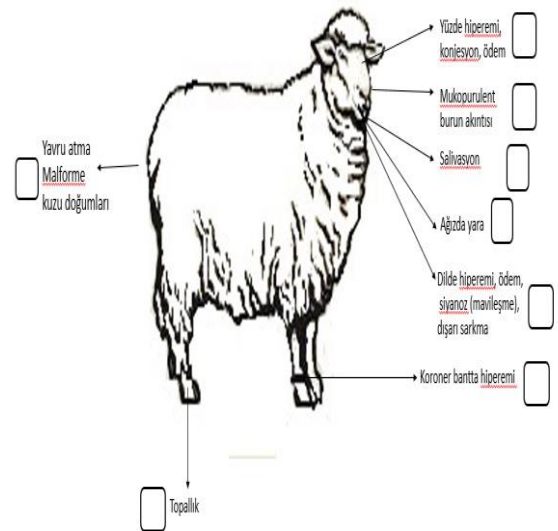 Yüzde hiperemi,
konjesyon, ödem
Mukopurulent
burun akıntısı
Salivasyon
Ağızda yara
Dilde hiperemi, ödem,
siyanoz (mavileşme),
dışarı sarkma
Koroner bantta hiperemi
Yavru atma
Malforme
kuzu doğumları
Topallık